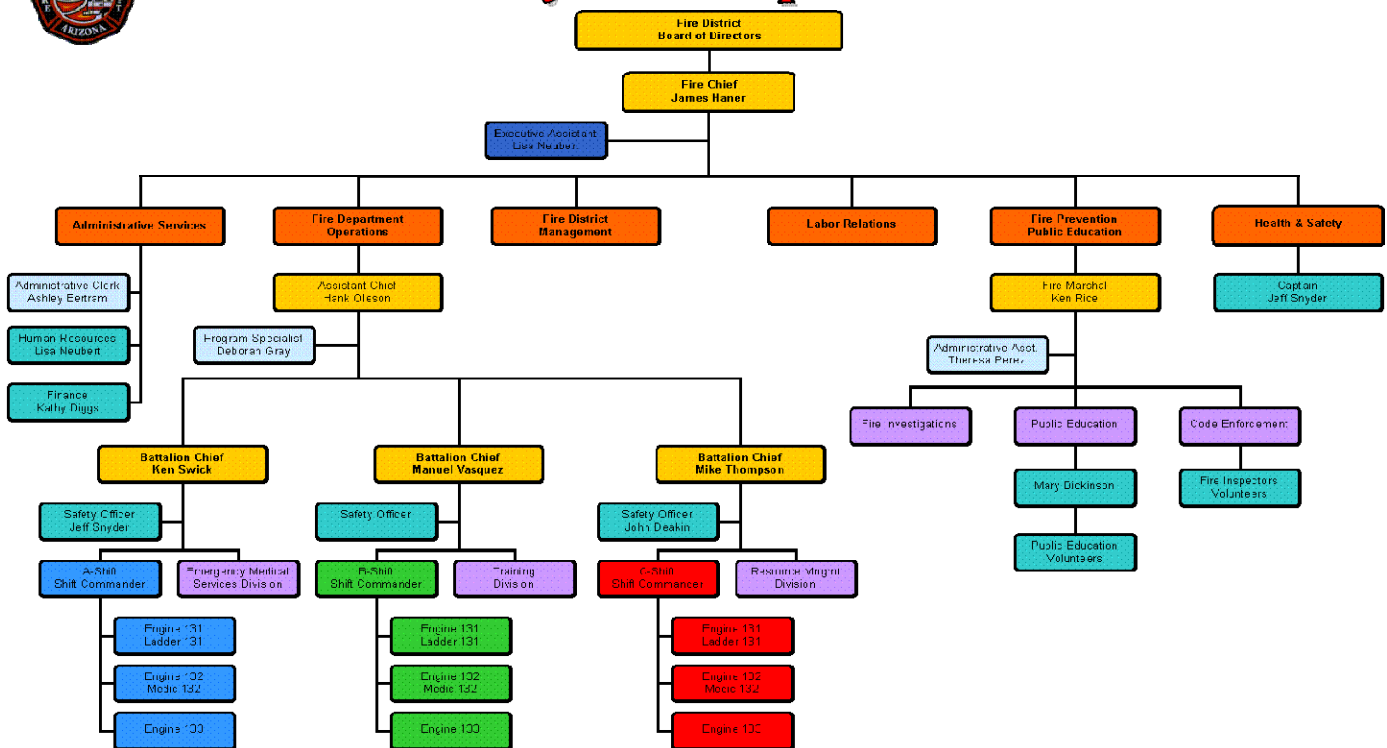 ARIZONA
Fire District
Board of Directors
Fire Chief
James Haner
Executive Assistant
Lisa Neubert
Administrative Services
Fire Department
Operations
Fire District
Management
Labor Relations
Fire Prevention
Public Education
Health & Safety
Administrative Clerk
Ashley Bertram
Human Resources
Lisa Neubert
Finance
Kathy Diggs
Assistant Chief
Hank Oleson
Program Specialist
Deborah Gray
Fire Marshal
Ken Rice
Administrative Asst.
Theresa Perez
Captain
Jeff Snyder
Fire Investigations
Public Education
Code Enforcement
Mary Dickinson
Fire Inspectors
Volunteers
Public Education
Volunteers
Battalion Chief
Ken Swick
Battalion Chief
Manuel Vasquez
Battalion Chief
Mike Thompson
Safety Officer
Jeff Snyder
Safety Officer
Safety Officer
John Deakin
A-Shift
Shift Commander
Emergency Medical
Services Division
B-Shift
Shift Commander
Training
Division
C-Shift
Shift Commander
Resource Mngmt
Division
Engine 131
Ladder 131
Engine 131
Ladder 131
Engine 131
Ladder 131
Engine 132
Medic 132
Engine 132
Medic 132
Engine 132
Medic 132
Engine 133
Engine 133
Engine 133